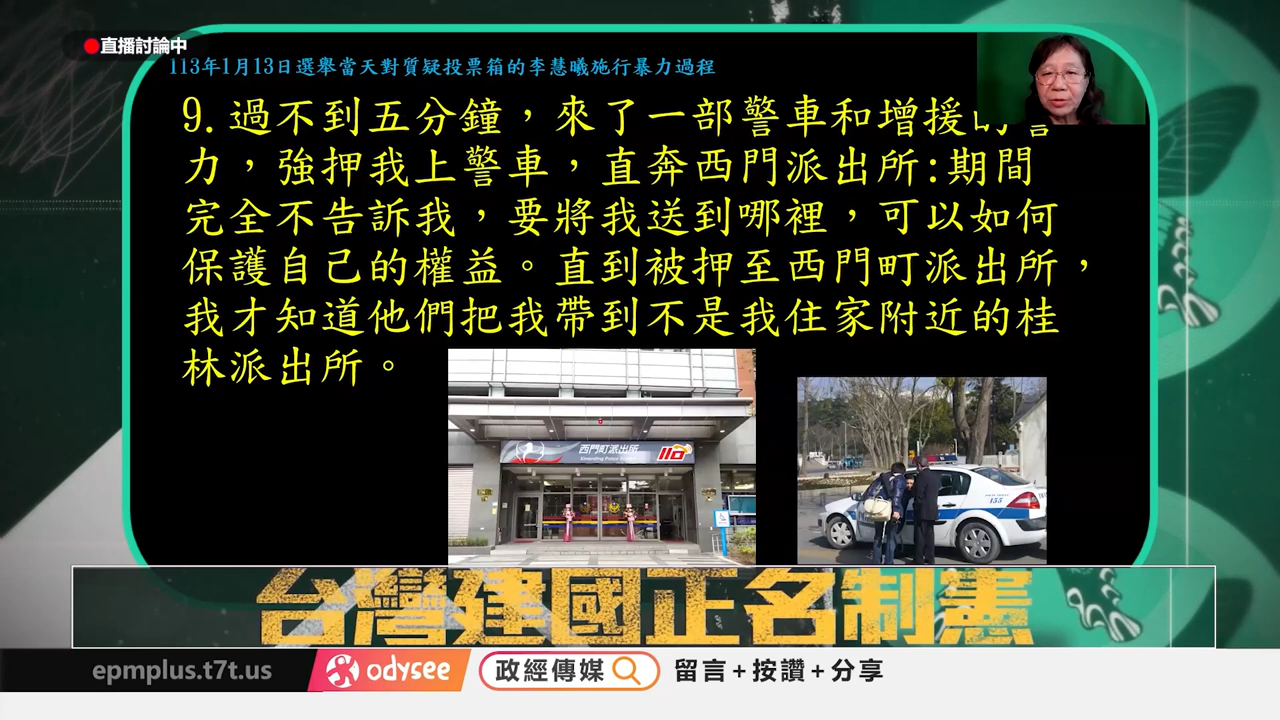 直播討論中
113年1月13日選舉當天對質疑投票箱的李慧曦施行暴力過程
9.過不到五分鐘，來了一部警車和增援的警
力，強押我上警車，直奔西門派出所:期間
完全不告訴我，要將我送到哪裡，可以如何
保護自己的權益。直到被押至西門町派出所，
我才知道他們把我帶到不是我住家附近的桂
林派出所。
西門町派出所
110
155
台灣建國正名制憲
epmplus.t7t.us
odysee
政經傳媒
留言+按讚+分享